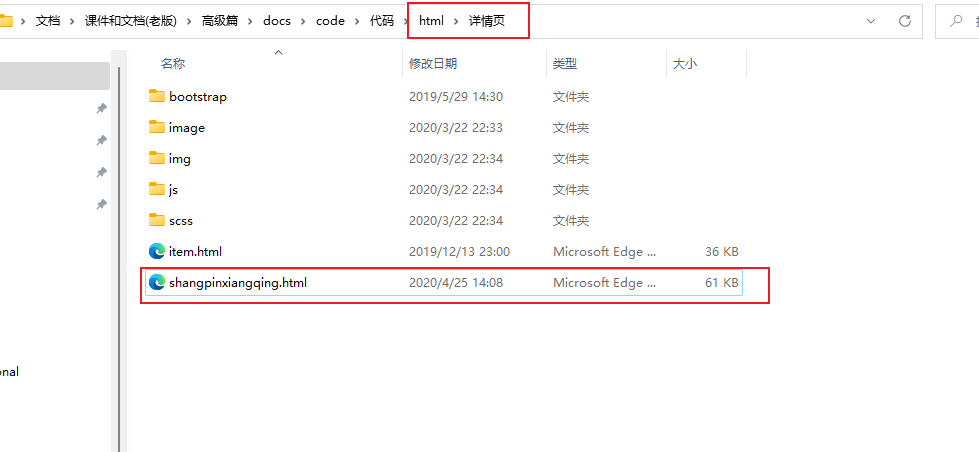 文档 > 课件和文档(老版) > 高级篇 > docs > code > 代码 > html > 详情页
名称 修改日期 类型 大小
bootstrap 2019/5/29 14:30 文件夹
image 2020/3/22 22:33 文件夹
img 2020/3/22 22:34 文件夹
js 2020/3/22 22:34 文件夹
scss 2020/3/22 22:34 文件夹
item.html 2019/12/13 23:00 Microsoft Edge ... 36 KB
shangpinxiangqing.html 2020/4/25 14:08 Microsoft Edge ... 61 KB
onal